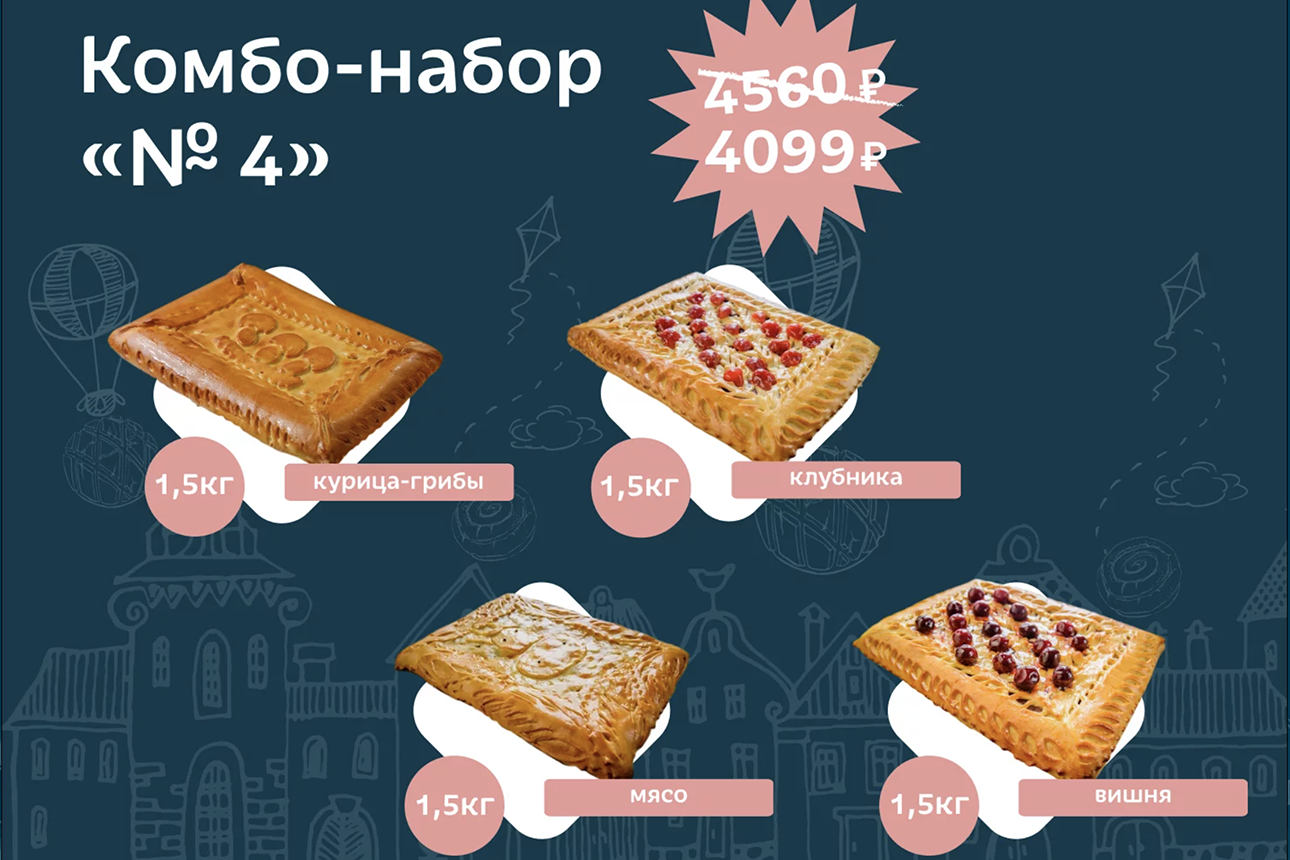 Комбо-набор
«№ 4»
4560 ₽
4099 ₽
1,5кг
курица-грибы
1,5кг
клубника
1,5кг
мясо
1,5кг
вишня